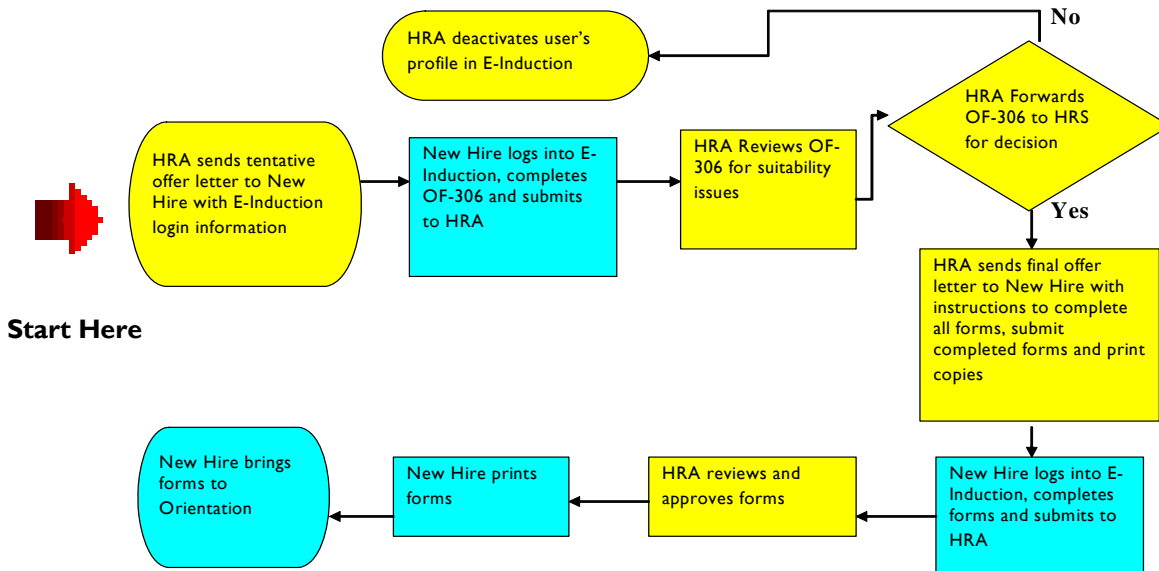 No
HRA deactivates user's
profile in E-Induction
HRA Forwards
OF-306 to HRS
for decision
HRA sends tentative
offer letter to New
Hire with E-Induction
login information
New Hire logs into E-
Induction, completes
OF-306 and submits
to HRA
HRA Reviews OF-
306 for suitability
issues
Yes
Start Here
HRA sends final offer
letter to New Hire with
instructions to complete
all forms, submit
completed forms and print
copies
New Hire logs into E-
Induction, completes
forms and submits to
HRA
HRA reviews and
approves forms
New Hire prints
forms
New Hire brings
forms to
Orientation